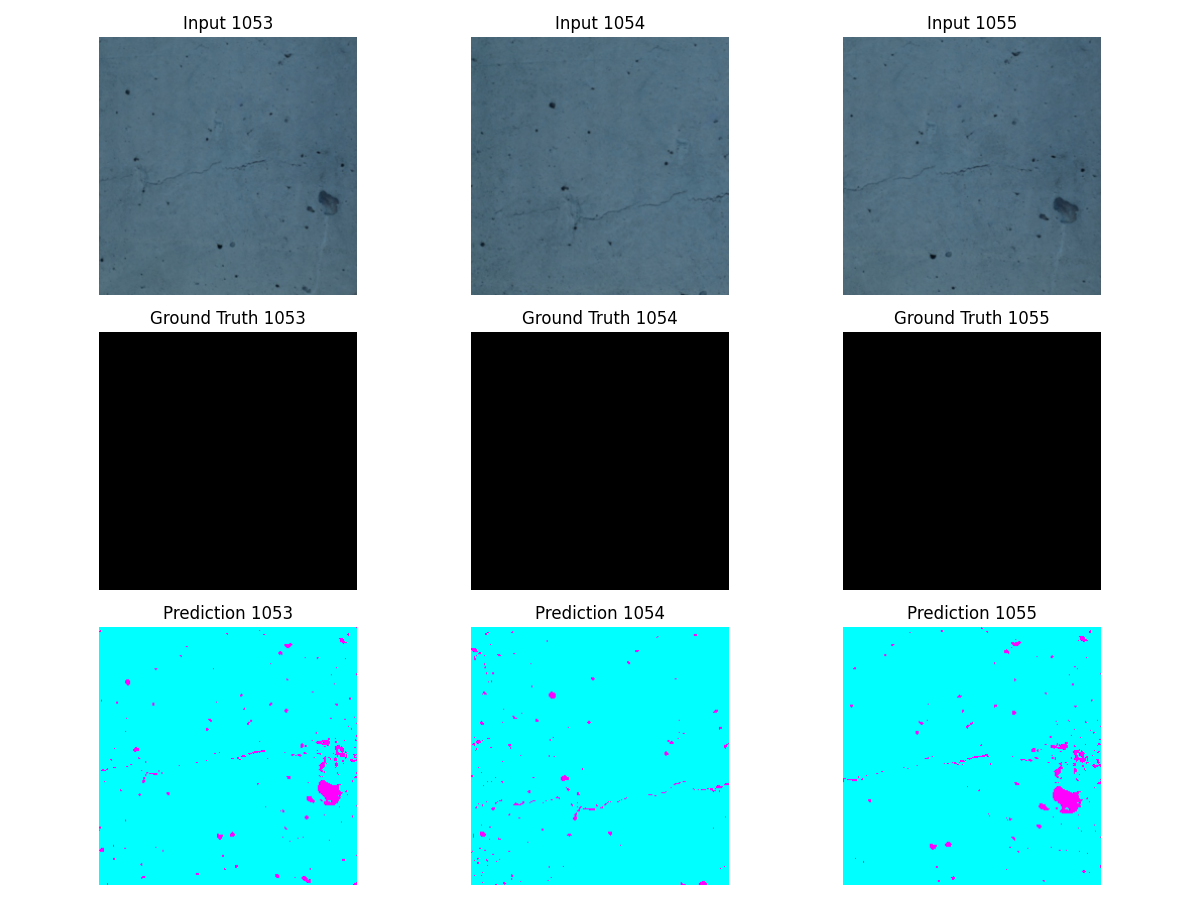 Input 1053
Input 1054
Input 1055
Ground Truth 1053
Ground Truth 1054
Ground Truth 1055
Prediction 1053
Prediction 1054
Prediction 1055